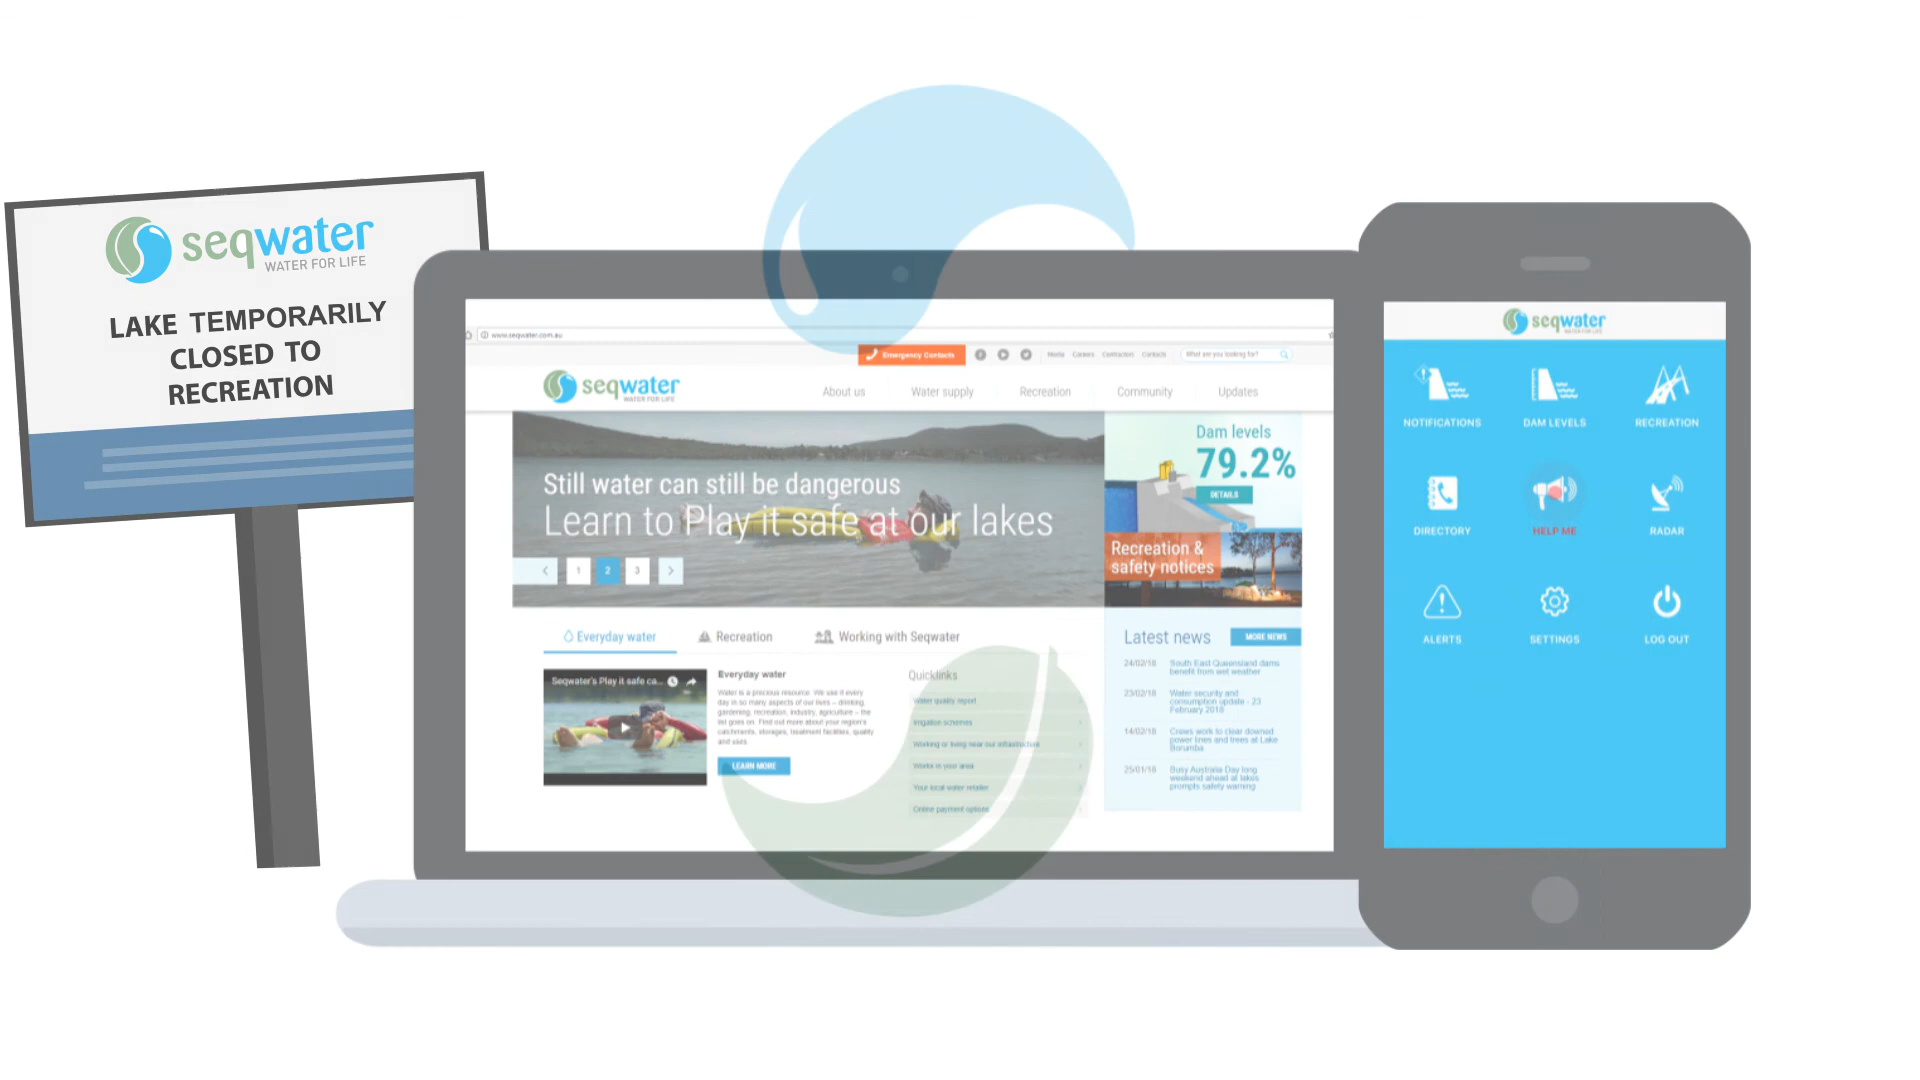 seqwater
WATER FOR LIFE
LAKE TEMPORARILY
CLOSED TO
RECREATION
www.seqwater.com.au
Emergency Contacts
Media Careers Contractors Contacts
What are you looking for?
seqwater
WATER FOR LIFE
About us
Water supply
Recreation
Community
Updates
Still water can still be dangerous
Learn to Play it safe at our lakes
1 2 3
Dam levels
79.2%
DETAILS
Recreation &
safety notices
Everyday water
Recreation
Working with Seqwater
Seqwater's Play it safe ca...
Everyday water
Water is a precious resource. We use it every
day in so many aspects of our lives – drinking,
gardening, recreation, industry, agriculture – the
list goes on. Find out more about your region's
catchments, storages, treatment facilities, quality
and uses.
LEARN MORE
Quicklinks
Water quality report
Irrigation schemes
Working or living near our infrastructure
Works in your area
Your local water retailer
Online payment options
Latest news
MORE NEWS
24/02/18 South East Queensland dams
benefit from wet weather
23/02/18 Water security and
consumption update - 23
February 2018
14/02/18 Crews work to clear downed
power lines and trees at Lake
Borumba
25/01/18 Busy Australia Day long
weekend ahead at lakes
prompts safety warning
seqwater
WATER FOR LIFE
NOTIFICATIONS
DAM LEVELS
RECREATION
DIRECTORY
HELP ME
RADAR
ALERTS
SETTINGS
LOG OUT